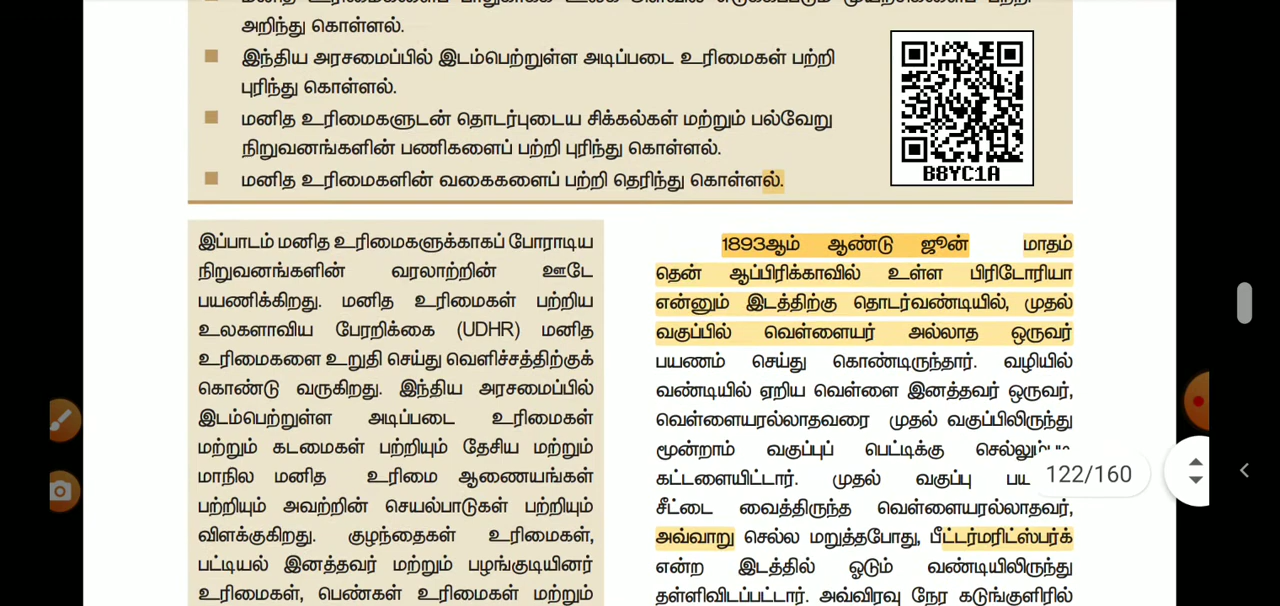 அறிந்து கொள்ளல்.
இந்திய அரசமைப்பில் இடம்பெற்றுள்ள அடிப்படை உரிமைகள் பற்றி
புரிந்து கொள்ளல்.
மனித உரிமைகளுடன் தொடர்புடைய சிக்கல்கள் மற்றும் பல்வேறு
நிறுவனங்களின் பணிகளைப் பற்றி புரிந்து கொள்ளல்.
மனித உரிமைகளின் வகைகளைப் பற்றி தெரிந்து கொள்ளல்.
B8YC1A
இப்பாடம் மனித உரிமைகளுக்காகப் போராடிய
நிறுவனங்களின் வரலாற்றின் ஊடே
பயணிக்கிறது. மனித உரிமைகள் பற்றிய
உலகளாவிய பேரறிக்கை (UDHR) மனித
உரிமைகளை உறுதி செய்து வெளிச்சத்திற்குக்
கொண்டு வருகிறது. இந்திய அரசமைப்பில்
இடம்பெற்றுள்ள அடிப்படை உரிமைகள்
மற்றும் கடமைகள் பற்றியும் தேசிய மற்றும்
மாநில மனித உரிமை ஆணையங்கள்
பற்றியும் அவற்றின் செயல்பாடுகள் பற்றியும்
விளக்குகிறது. குழந்தைகள் உரிமைகள்,
பட்டியல் இனத்தவர் மற்றும் பழங்குடியினர்
உரிமைகள், பெண்கள் உரிமைகள் மற்றும்
1893ஆம் ஆண்டு ஜூன் மாதம்
தென் ஆப்பிரிக்காவில் உள்ள பிரிடோரியா
என்னும் இடத்திற்கு தொடர்வண்டியில், முதல்
வகுப்பில் வெள்ளையர் அல்லாத ஒருவர்
பயணம் செய்து கொண்டிருந்தார். வழியில்
வண்டியில் ஏறிய வெள்ளை இனத்தவர் ஒருவர்,
வெள்ளையரல்லாதவரை முதல் வகுப்பிலிருந்து
மூன்றாம் வகுப்புப் பெட்டிக்கு
கட்டளையிட்டார். முதல் வகுப்பு
சீட்டை வைத்திருந்த வெள்ளையரல்லாதவர்,
அவ்வாறு செல்ல மறுத்தபோது, பீட்டர்மரிட்ஸ்பர்க்
என்ற இடத்தில் ஓடும் வண்டியிலிருந்து
தள்ளிவிடப்பட்டார். அவ்விரவு நேர கடுங்குளிரில்
122/160